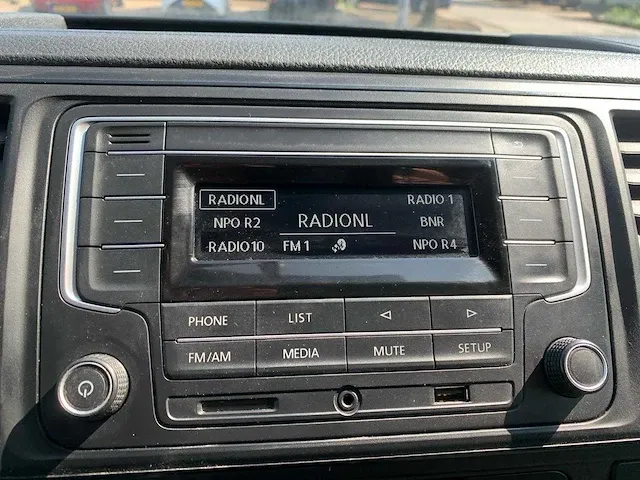 RADIONL RADIO 1
NPO R2 RADIONL BNR
RADIO10 FM 1 NPO R4
PHONE LIST
FM/AM MEDIA MUTE SETUP